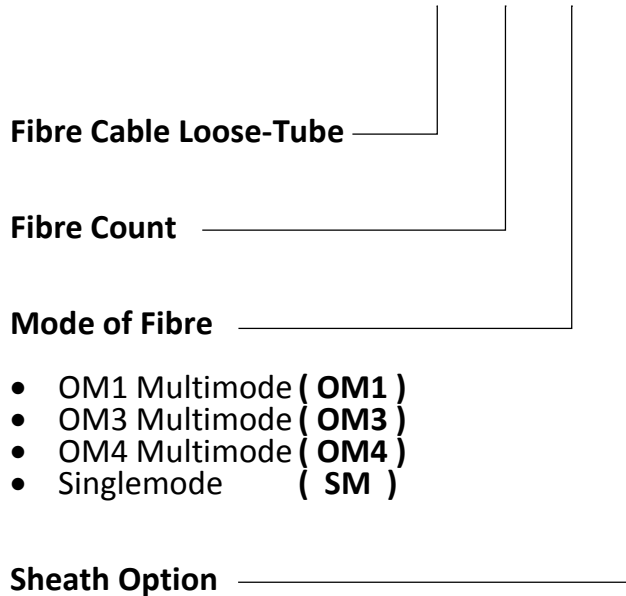 Fibre Cable Loose-Tube
Fibre Count
Mode of Fibre
• OM1 Multimode ( OM1 )
• OM3 Multimode ( OM3 )
• OM4 Multimode ( OM4 )
• Singlemode ( SM )
Sheath Option